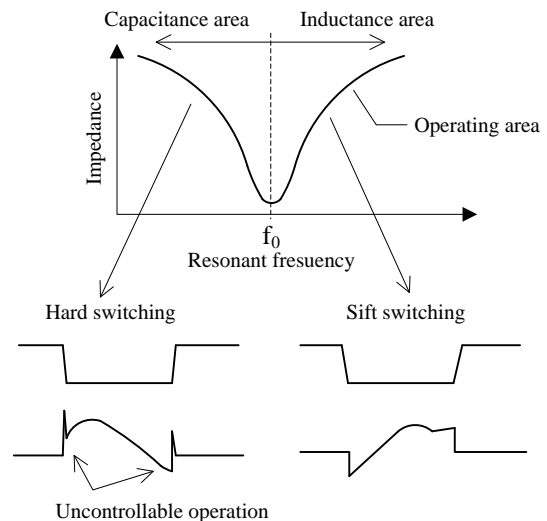 Capacitance area
Inductance area
Impedance
Operating area
f0
Resonant fresuency
Hard switching
Sift switching
Uncontrollable operation